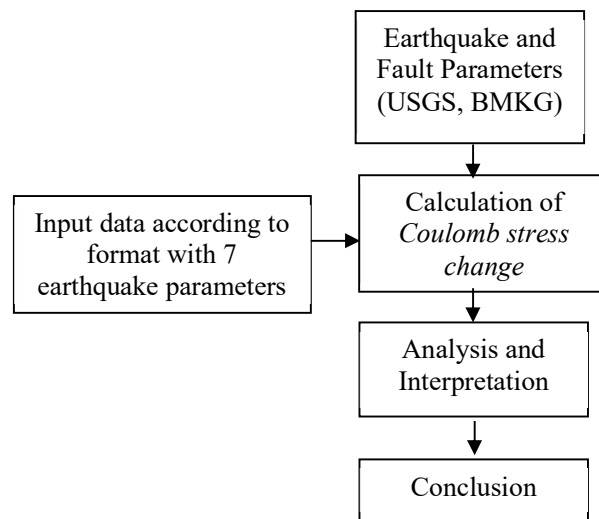 Earthquake and
Fault Parameters
(USGS, BMKG)
Input data according to
format with 7
earthquake parameters
Calculation of
Coulomb stress
change
Analysis and
Interpretation
Conclusion